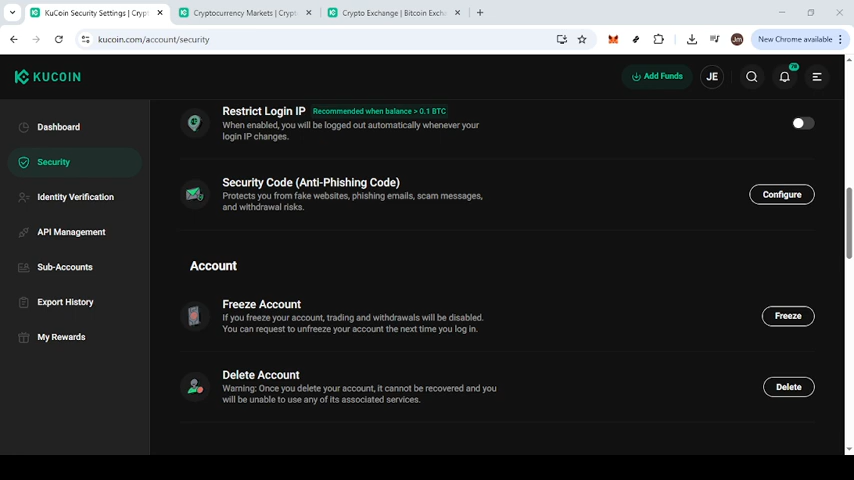 KuCoin Security Settings | Crypt
Cryptocurrency Markets | Crypt
Crypto Exchange | Bitcoin Exch
kucoin.com/account/security
Jm
New Chrome available
KUCOIN
Add Funds
JE
Dashboard
Security
Identity Verification
API Management
Sub-Accounts
Export History
My Rewards
Restrict Login IP Recommended when balance > 0.1 BTC
When enabled, you will be logged out automatically whenever your
login IP changes.
Security Code (Anti-Phishing Code)
Protects you from fake websites, phishing emails, scam messages,
and withdrawal risks.
Configure
Account
Freeze Account
If you freeze your account, trading and withdrawals will be disabled.
You can request to unfreeze your account the next time you log in.
Freeze
Delete Account
Warning: Once you delete your account, it cannot be recovered and you
will be unable to use any of its associated services.
Delete